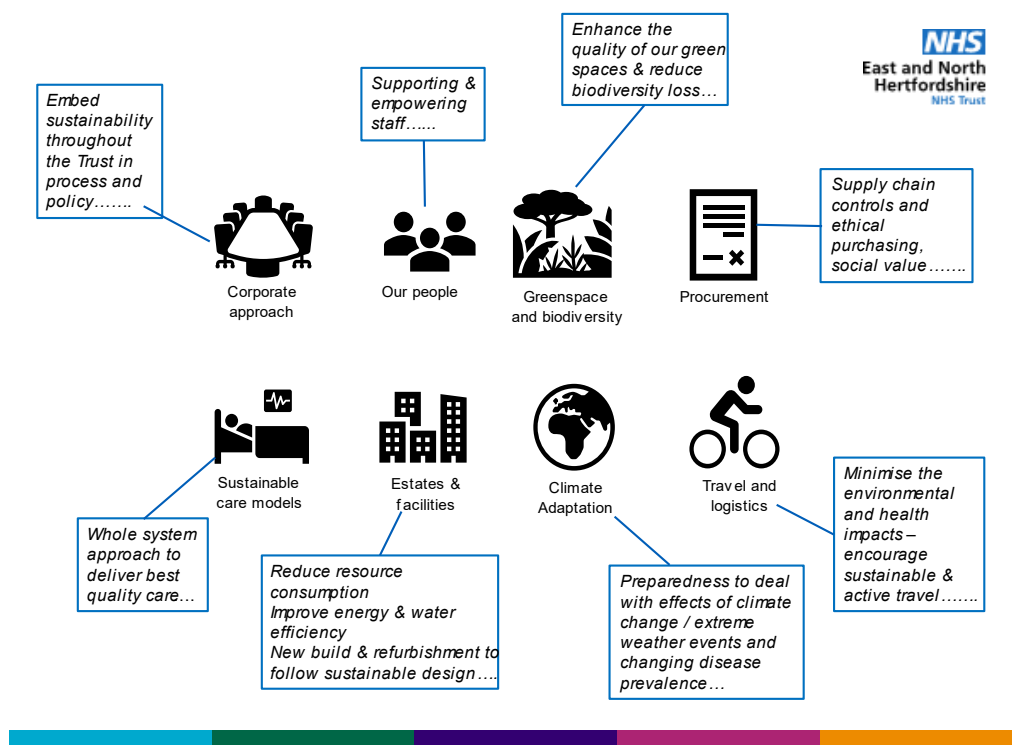 Enhance the
quality of our green
spaces & reduce
biodiversity loss…
NHS
East and North
Hertfordshire
NHS Trust
Supporting &
empowering
staff……
Embed
sustainability
throughout
the Trust in
process and
policy…….
Supply chain
controls and
ethical
purchasing,
social value…….
Corporate
approach
Our people
Greenspace
and biodiversity
Procurement
Sustainable
care models
Estates &
facilities
Climate
Adaptation
Travel and
logistics
Whole system
approach to
deliver best
quality care…
Reduce resource
consumption
Improve energy & water
efficiency
New build & refurbishment to
follow sustainable design….
Preparedness to deal
with effects of climate
change / extreme
weather events and
changing disease
prevalence…
Minimise the
environmental
and health
impacts –
encourage
sustainable &
active travel…….